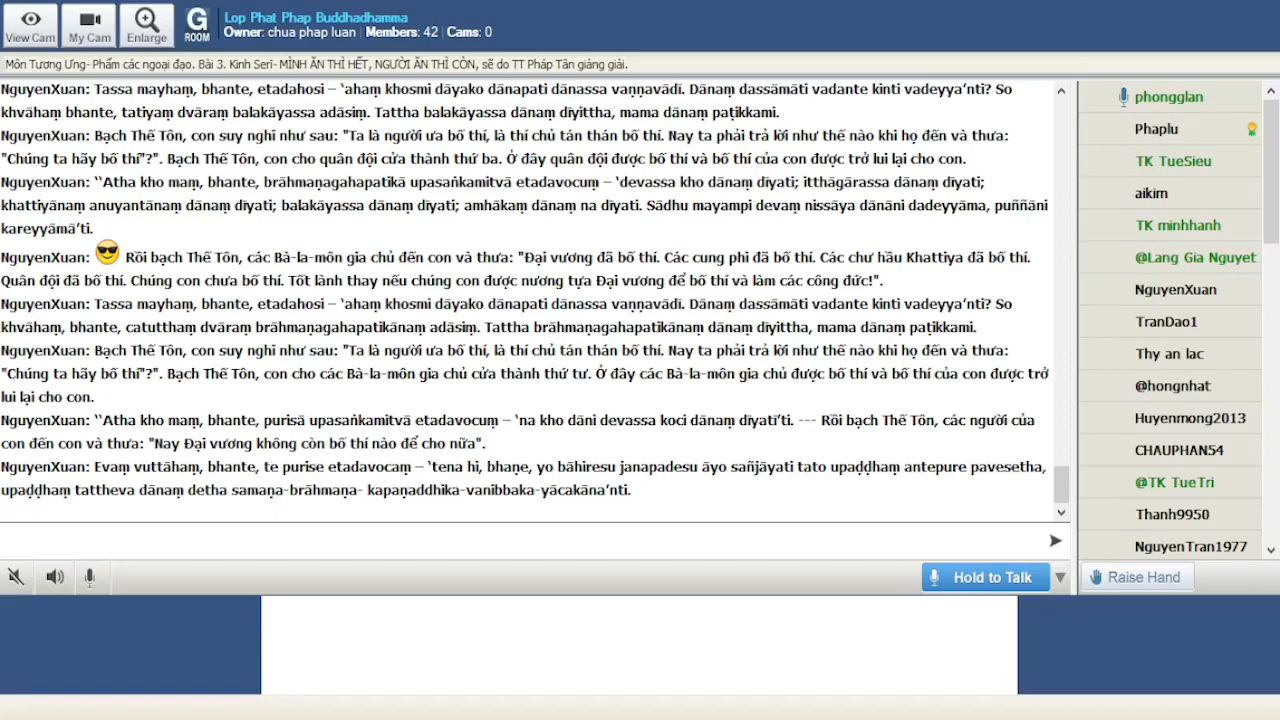 View Cam
My Cam
Enlarge
G
ROOM
Lop Phat Phap Buddhadhamma
Owner: chua phap luan | Members: 42 | Cams: 0
Môn Tương Ưng- Phẩm các ngoại đạo. Bài 3. Kinh Serī- MÌNH ĂN THÌ HẾT, NGƯỜI ĂN THÌ CÒN, sẽ do TT Pháp Tân giảng giải.
NguyenXuan: Tassa mayhaṃ, bhante, etadahosi – ‘ahaṃ khosmi dāyako dānapati dānassa vaṇṇavādī. Dānaṃ dassāmāti vadante kinti vadeyya’nti? So
khvāhaṃ bhante, tatiyaṃ dvāraṃ balakāyassa adāsiṃ. Tattha balakāyassa dānaṃ dīyittha, mama dānaṃ paṭikkami.
NguyenXuan: Bạch Thế Tôn, con suy nghĩ như sau: "Ta là người ưa bố thí, là thí chủ tán thán bố thí. Nay ta phải trả lời như thế nào khi họ đến và thưa:
"Chúng ta hãy bố thí"?". Bạch Thế Tôn, con cho quân đội cửa thành thứ ba. Ở đây quân đội được bố thí và bố thí của con được trở lui lại cho con.
NguyenXuan: ‘‘Atha kho maṃ, bhante, brāhmaṇagahapatikā upasaṅkamitvā etadavocuṃ – ‘devassa kho dānaṃ dīyati; itthāgārassa dānaṃ dīyati;
khattiyānaṃ anuyantānaṃ dānaṃ dīyati; balakāyassa dānaṃ dīyati; amhākaṃ dānaṃ na dīyati. Sādhu mayampi devaṃ nissāya dānāni dadeyyāma, puññāni
kareyyāmā’ti.
NguyenXuan: Rồi bạch Thế Tôn, các Bà-la-môn gia chủ đến con và thưa: "Đại vương đã bố thí. Các cung phi đã bố thí. Các chư hầu Khattiya đã bố thí.
Quân đội đã bố thí. Chúng con chưa bố thí. Tốt lành thay nếu chúng con được nương tựa Đại vương để bố thí và làm các công đức!".
NguyenXuan: Tassa mayhaṃ, bhante, etadahosi – ‘ahaṃ khosmi dāyako dānapati dānassa vaṇṇavādī. Dānaṃ dassāmāti vadante kinti vadeyya’nti? So
khvāhaṃ, bhante, catutthaṃ dvāraṃ brāhmaṇagahapatikānaṃ adāsiṃ. Tattha brāhmaṇagahapatikānaṃ dānaṃ dīyittha, mama dānaṃ paṭikkami.
NguyenXuan: Bạch Thế Tôn, con suy nghĩ như sau: "Ta là người ưa bố thí, là thí chủ tán thán bố thí. Nay ta phải trả lời như thế nào khi họ đến và thưa:
"Chúng ta hãy bố thí"?". Bạch Thế Tôn, con cho các Bà-la-môn gia chủ cửa thành thứ tư. Ở đây các Bà-la-môn gia chủ được bố thí và bố thí của con được trở
lui lại cho con.
NguyenXuan: ‘‘Atha kho maṃ, bhante, purisā upasaṅkamitvā etadavocuṃ – ‘na kho dāni devassa koci dānaṃ dīyatī’ti. --- Rồi bạch Thế Tôn, các người của
con đến con và thưa: "Nay Đại vương không còn bố thí nào để cho nữa".
NguyenXuan: Evaṃ vuttāhaṃ, bhante, te purise etadavocaṃ – ‘tena hi, bhaṇe, yo bāhiresu janapadesu āyo sañjāyati tato upaḍḍhaṃ antepure pavesetha,
upaḍḍhaṃ tattheva dānaṃ detha samaṇa-brāhmaṇa- kapaṇaddhika-vanibbaka-yācakāna’nti.
phongglan
Phaplu
TK TueSieu
aikim
TK minhhanh
@Lang Gia Nguyet
NguyenXuan
TranDao1
Thy an lac
@hongnhat
Huyenmong2013
CHAUPHAN54
@TK TueTri
Thanh9950
NguyenTran1977
Hold to Talk
Raise Hand